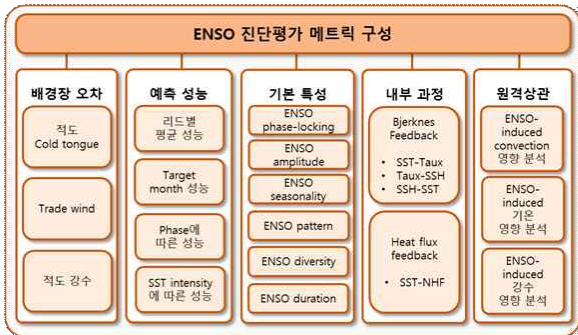 ENSO 진단평가 메트릭 구성
배경장 오차
적도
Cold tongue
Trade wind
적도 강수
예측 성능
리드별
평균 성능
Target
month 성능
Phase에
따른 성능
SST intensity
에 따른 성능
기본 특성
ENSO
phase-locking
ENSO
amplitude
ENSO
seasonality
ENSO pattern
ENSO diversity
ENSO duration
내부 과정
Bjerknes
Feedback
• SST-Taux
• Taux-SSH
• SSH-SST
Heat flux
feedback
• SST-NHF
원격상관
ENSO-
induced
convection
영향 분석
ENSO-
induced
기온
영향 분석
ENSO-
induced
강수
영향 분석